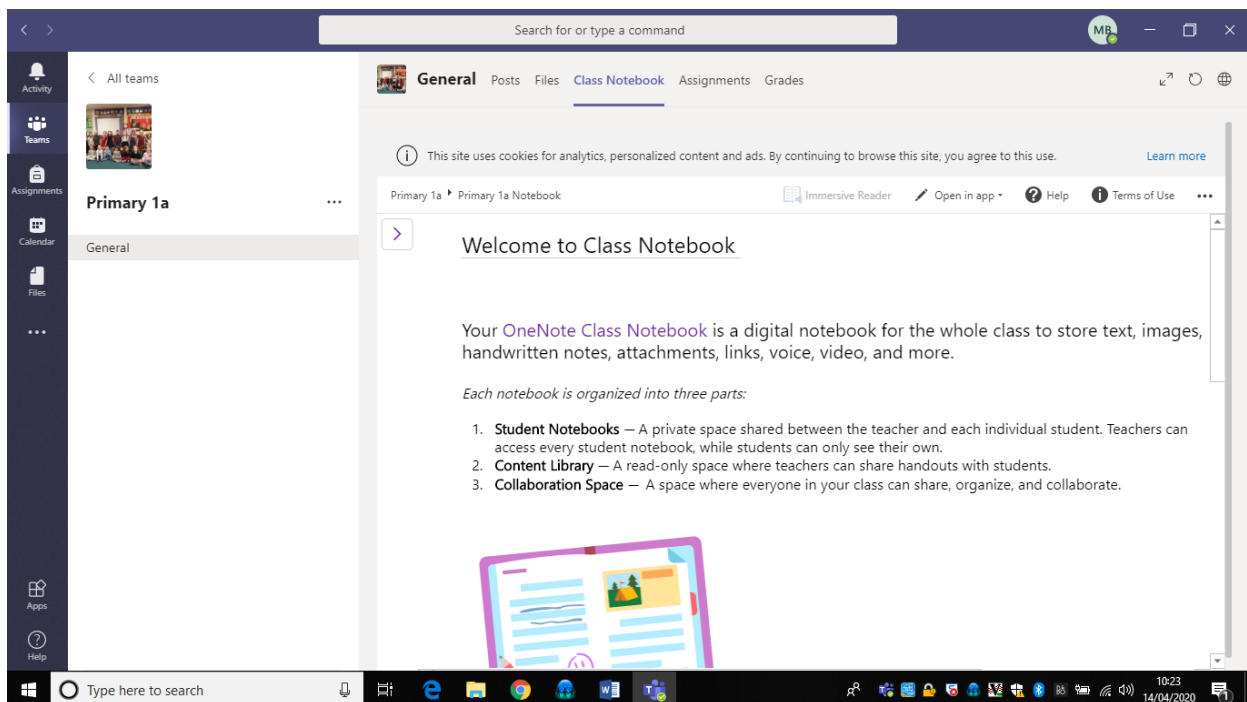 Search for or type a command
MB
Activity
Teams
Assignments
Calendar
Files
Apps
Help
All teams
Primary 1a
General
General Posts Files Class Notebook Assignments Grades
This site uses cookies for analytics, personalized content and ads. By continuing to browse this site, you agree to this use. Learn more
Primary 1a Primary 1a Notebook Immersive Reader Open in app Help Terms of Use
Welcome to Class Notebook
Your OneNote Class Notebook is a digital notebook for the whole class to store text, images,
handwritten notes, attachments, links, voice, video, and more.
Each notebook is organized into three parts:
1. Student Notebooks — A private space shared between the teacher and each individual student. Teachers can
access every student notebook, while students can only see their own.
2. Content Library — A read-only space where teachers can share handouts with students.
3. Collaboration Space — A space where everyone in your class can share, organize, and collaborate.
Type here to search
10:23
14/04/2020